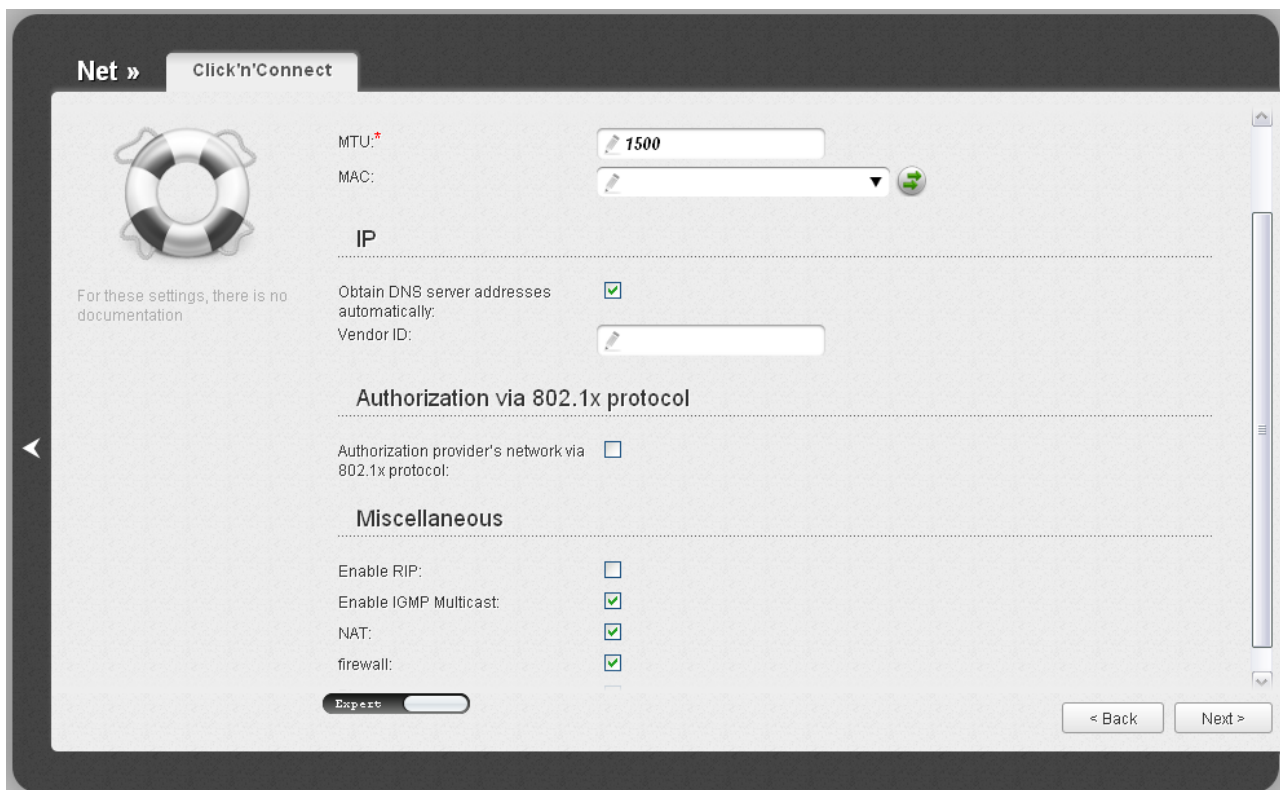 Net »
Click'n'Connect
For these settings, there is no
documentation
MTU:*
1500
MAC:
IP
Obtain DNS server addresses
automatically:
Vendor ID:
Authorization via 802.1x protocol
Authorization provider's network via
802.1x protocol:
Miscellaneous
Enable RIP:
Enable IGMP Multicast:
NAT:
firewall:
Expert
< Back
Next >